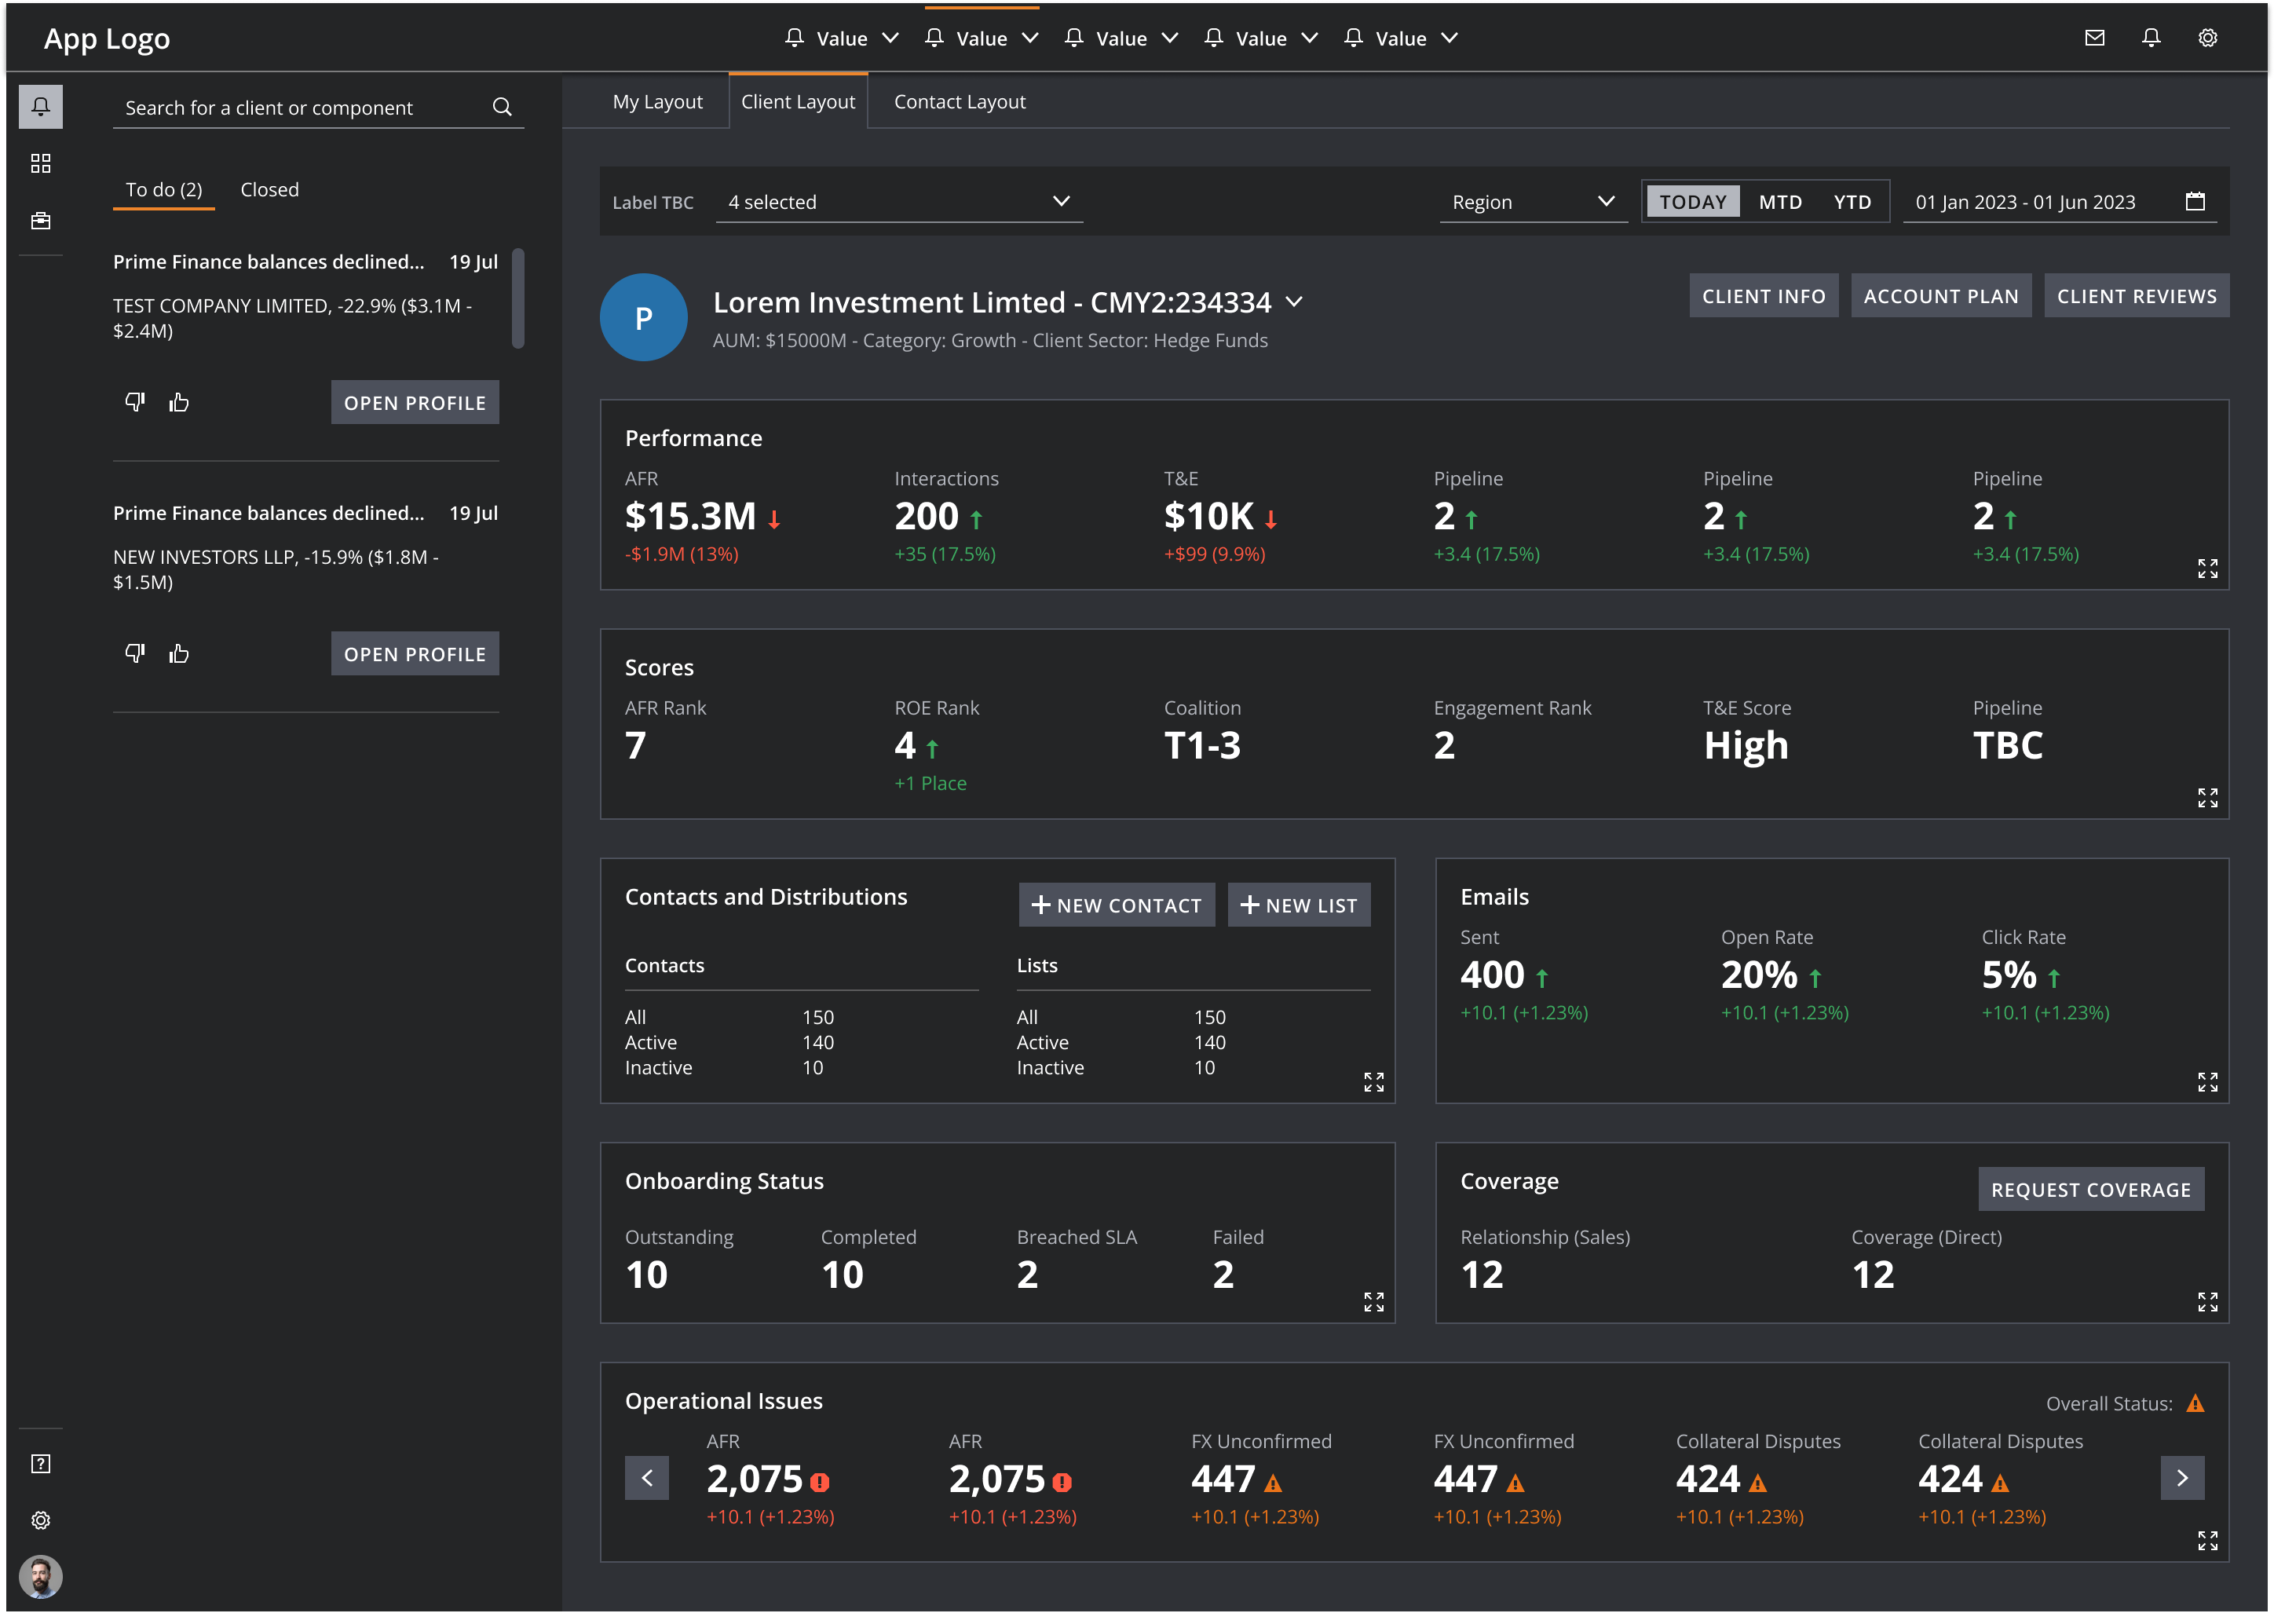 App Logo
Value Value Value Value Value
Search for a client or component
My Layout Client Layout Contact Layout
To do (2) Closed
Prime Finance balances declined... 19 Jul
TEST COMPANY LIMITED, -22.9% ($3.1M -
$2.4M)
OPEN PROFILE
Prime Finance balances declined... 19 Jul
NEW INVESTORS LLP, -15.9% ($1.8M -
$1.5M)
OPEN PROFILE
Label TBC 4 selected Region TODAY MTD YTD 01 Jan 2023 - 01 Jun 2023
P
Lorem Investment Limted - CMY2:234334
AUM: $15000M - Category: Growth - Client Sector: Hedge Funds
CLIENT INFO ACCOUNT PLAN CLIENT REVIEWS
Performance
AFR Interactions T&E Pipeline Pipeline Pipeline
$15.3M 200 $10K 2 2 2
-$1.9M (13%) +35 (17.5%) +$99 (9.9%) +3.4 (17.5%) +3.4 (17.5%) +3.4 (17.5%)
Scores
AFR Rank ROE Rank Coalition Engagement Rank T&E Score Pipeline
7 4 T1-3 2 High TBC
+1 Place
Contacts and Distributions NEW CONTACT NEW LIST
Contacts Lists
All 150 All 150
Active 140 Active 140
Inactive 10 Inactive 10
Emails
Sent Open Rate Click Rate
400 20% 5%
+10.1 (+1.23%) +10.1 (+1.23%) +10.1 (+1.23%)
Onboarding Status
Outstanding Completed Breached SLA Failed
10 10 2 2
Coverage REQUEST COVERAGE
Relationship (Sales) Coverage (Direct)
12 12
Operational Issues Overall Status:
AFR AFR FX Unconfirmed FX Unconfirmed Collateral Disputes Collateral Disputes
2,075 2,075 447 447 424 424
+10.1 (+1.23%) +10.1 (+1.23%) +10.1 (+1.23%) +10.1 (+1.23%) +10.1 (+1.23%) +10.1 (+1.23%)